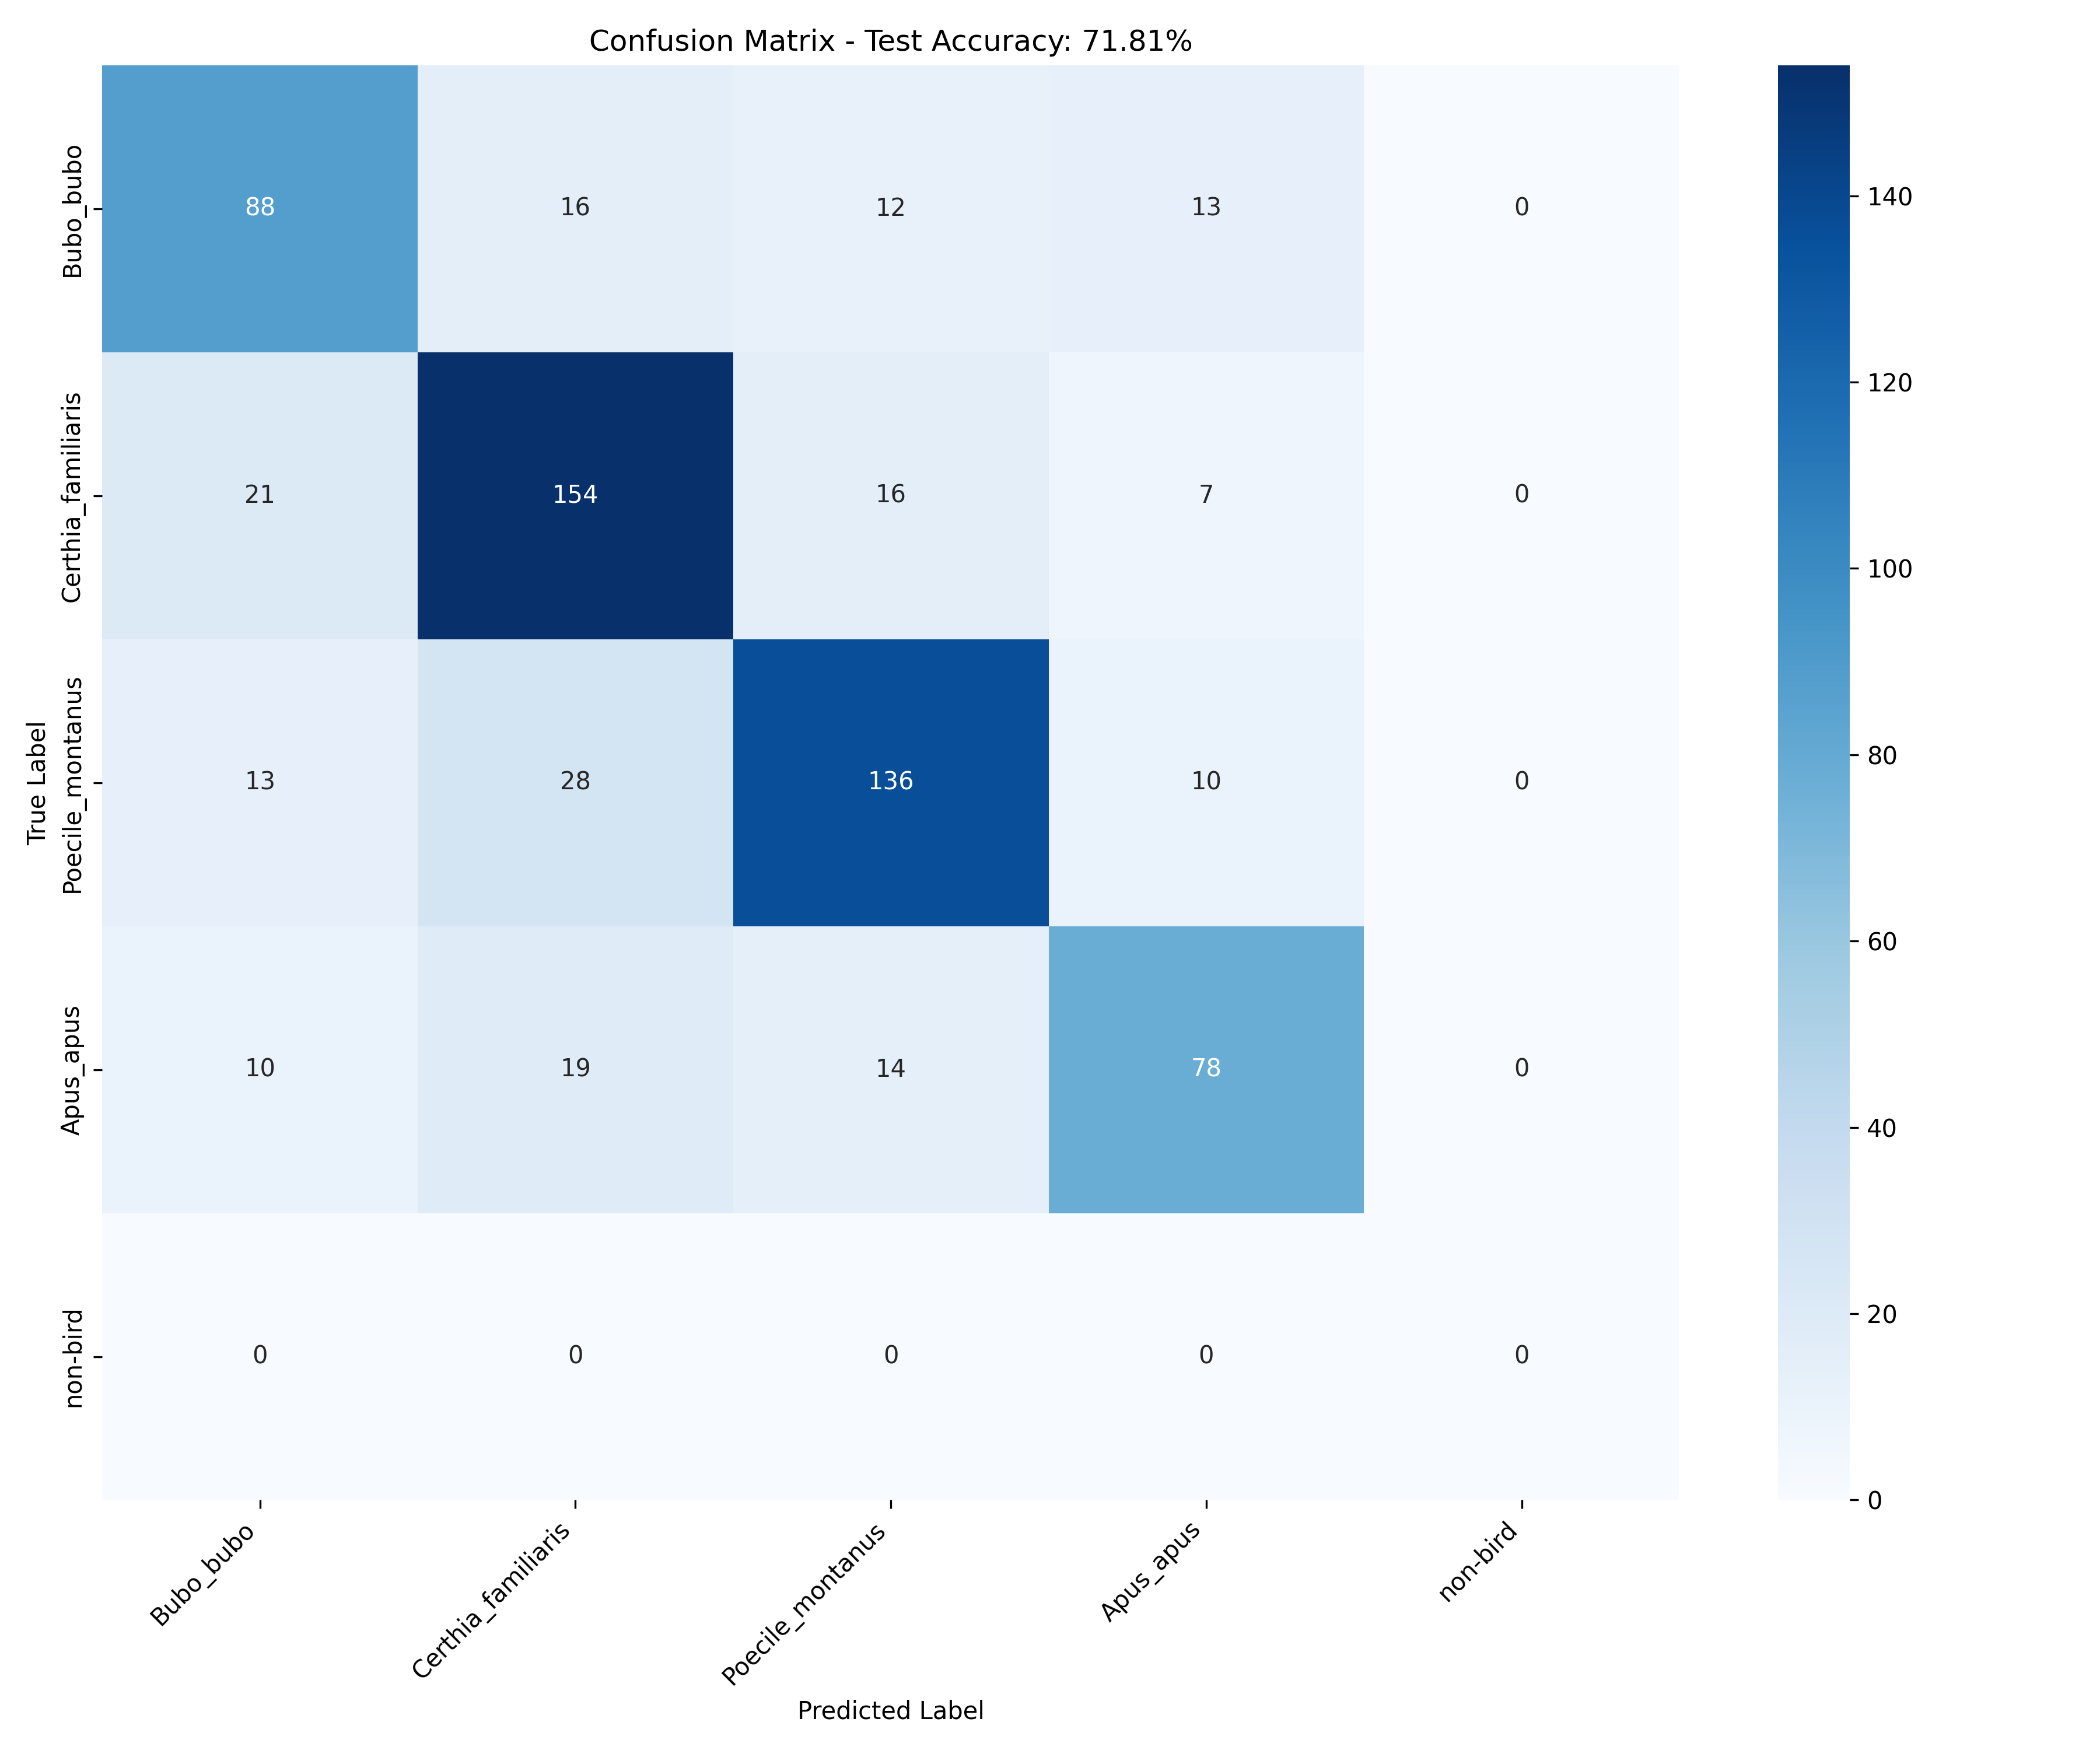 Confusion Matrix - Test Accuracy: 71.81%
Bubo_bubo
88 16 12 13 0
Certhia_familiaris
21 154 16 7 0
Poecile_montanus
13 28 136 10 0
Apus_apus
10 19 14 78 0
non-bird
0 0 0 0 0
True Label
Bubo_bubo Certhia_familiaris Poecile_montanus Apus_apus non-bird
Predicted Label
140
120
100
80
60
40
20
0